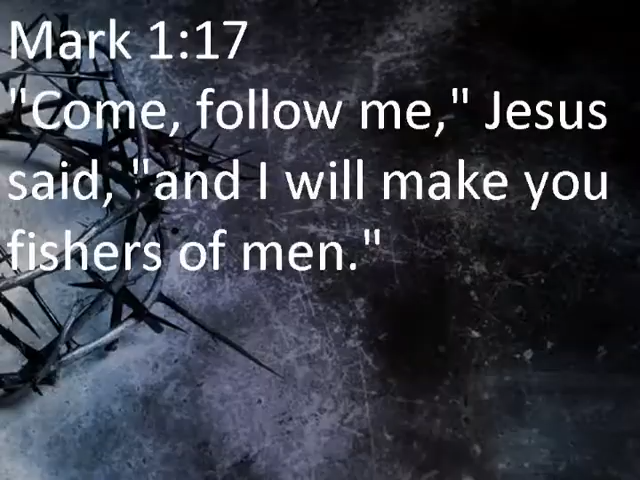 Mark 1:17
"Come, follow me," Jesus
said, "and I will make you
fishers of men."